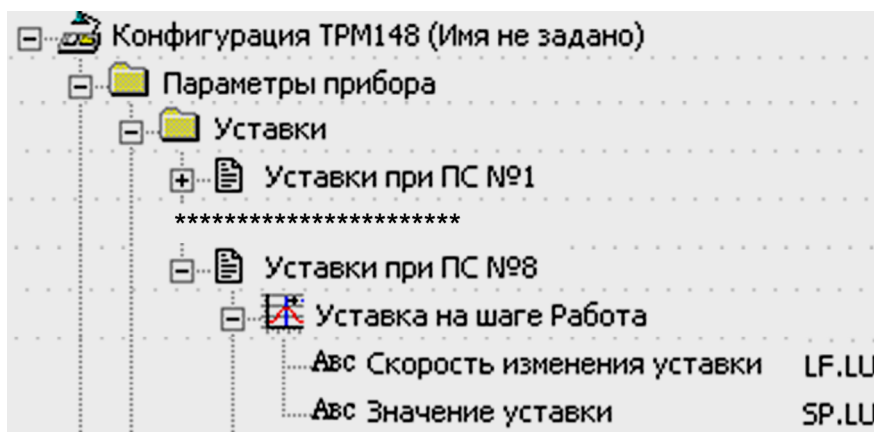 Конфигурация ТРМ148 (Имя не задано)
Параметры прибора
Уставки
Уставки при ПС №1
***********************
Уставки при ПС №8
Уставка на шаге Работа
Авс Скорость изменения уставки LF.LU
Авс Значение уставки SP.LU